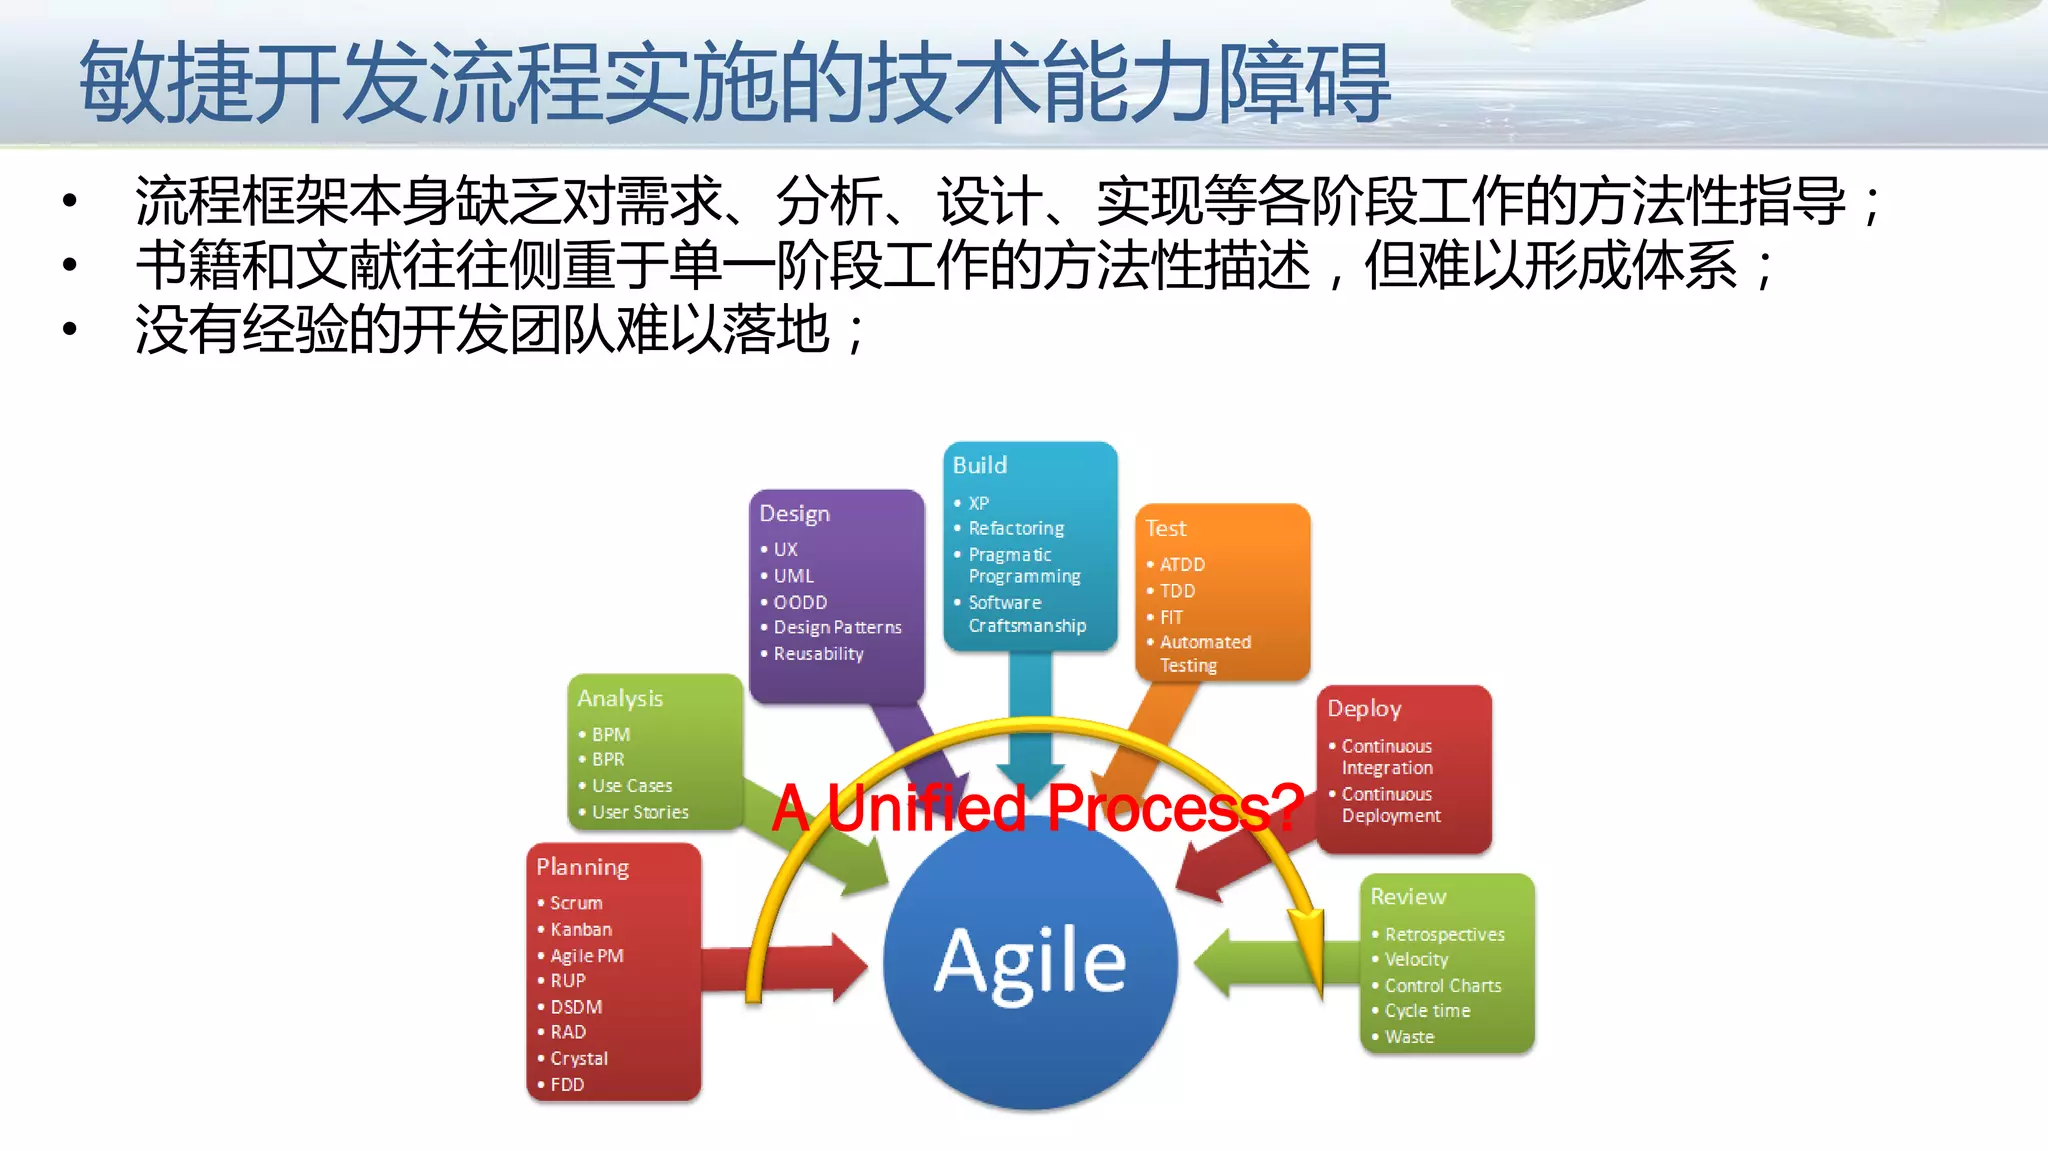 敏捷开发流程实施的技术能力障碍
• 流程框架本身缺乏对需求、分析、设计、实现等各阶段工作的方法性指导；
• 书籍和文献往往侧重于单一阶段工作的方法性描述，但难以形成体系；
• 没有经验的开发团队难以落地；
Planning
• Scrum
• Kanban
• Agile PM
• RUP
• DSDM
• RAD
• Crystal
• FDD
Analysis
• BPM
• BPR
• Use Cases
• User Stories
Design
• UX
• UML
• OODD
• Design Patterns
• Reusability
Build
• XP
• Refactoring
• Pragmatic
Programming
• Software
Craftsmanship
Test
• ATDD
• TDD
• FIT
• Automated
Testing
Deploy
• Continuous
Integration
• Continuous
Deployment
Review
• Retrospectives
• Velocity
• Control Charts
• Cycle time
• Waste
A Unified Process?
Agile